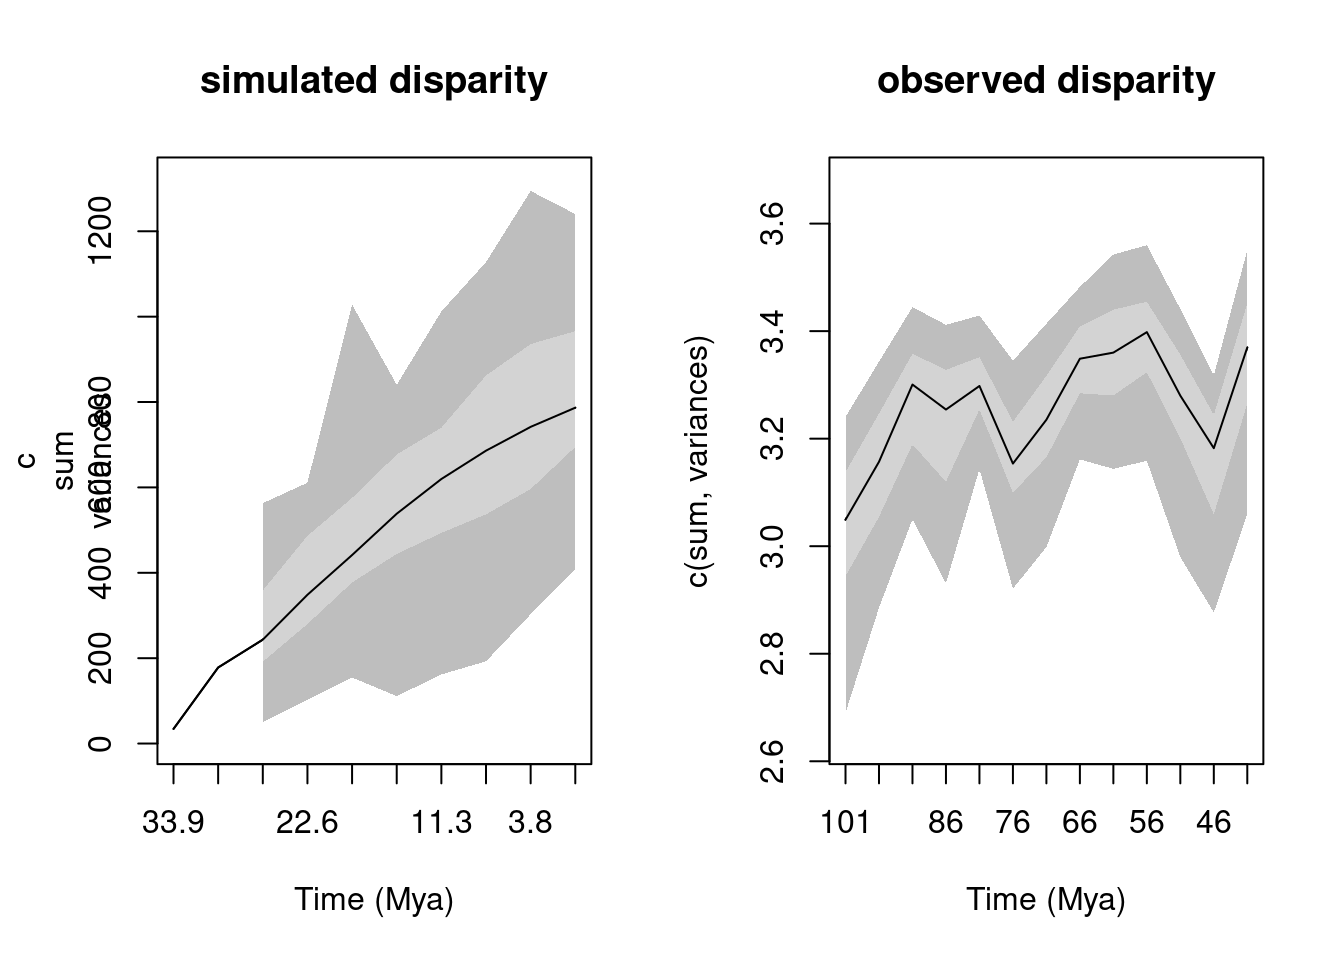 simulated disparity
c
sum
variances
1200
800
600
400
200
0
33.9 22.6 11.3 3.8
Time (Mya)
observed disparity
c(sum, variances)
3.6
3.4
3.2
3.0
2.8
2.6
101 86 76 66 56 46
Time (Mya)